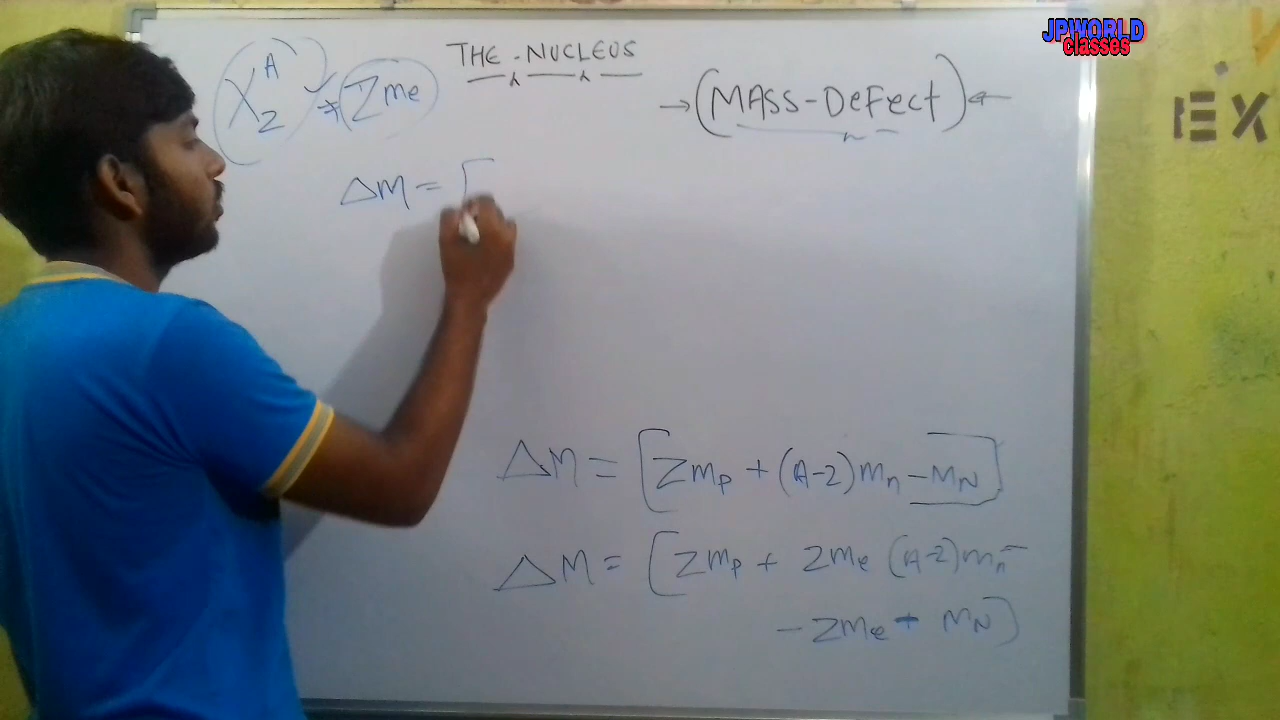 THE NUCLEUS
X A Z + Zme
→ (MASS-DeFect) ←
ΔM = [
ΔM = [Zmp + (A-Z)mn - MN]
ΔM = [Zmp + Zme (A-Z)mn -
- Zme + MN]
JPWORLD
classes
EX